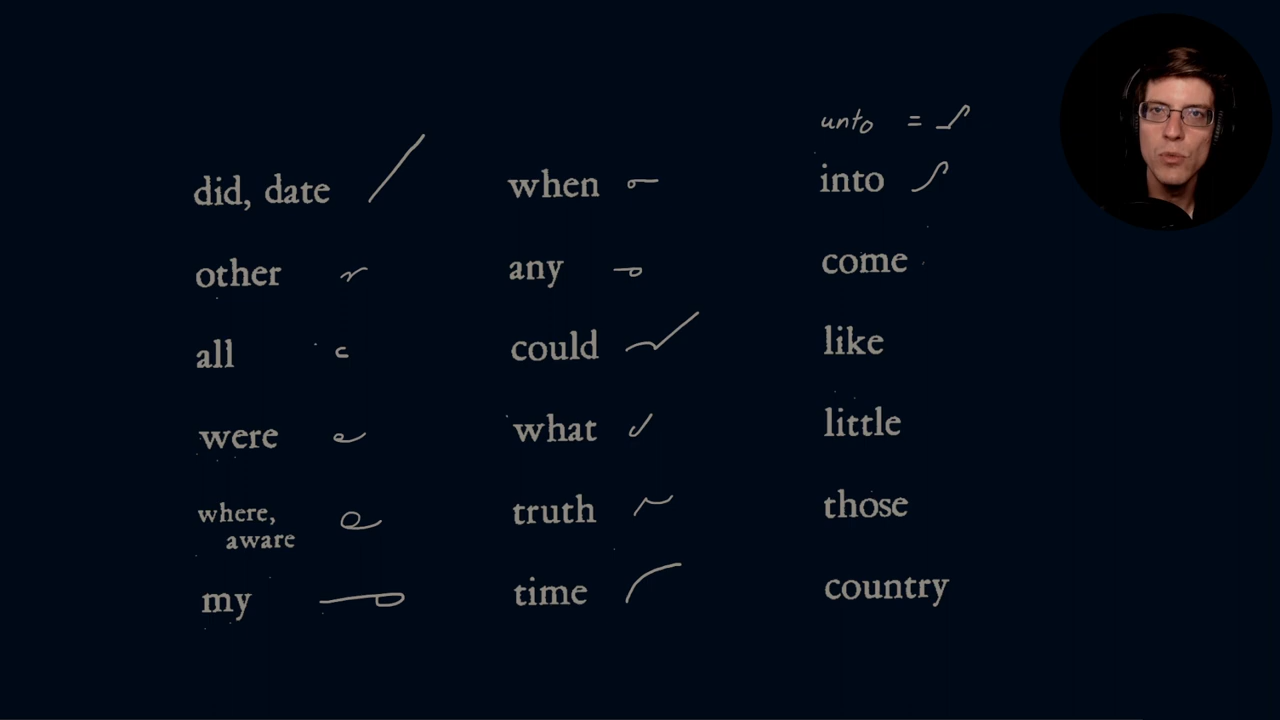 did, date
other
all
were
where,
aware
my
when
any
could
what
truth
time
unto =
into
come
like
little
those
country